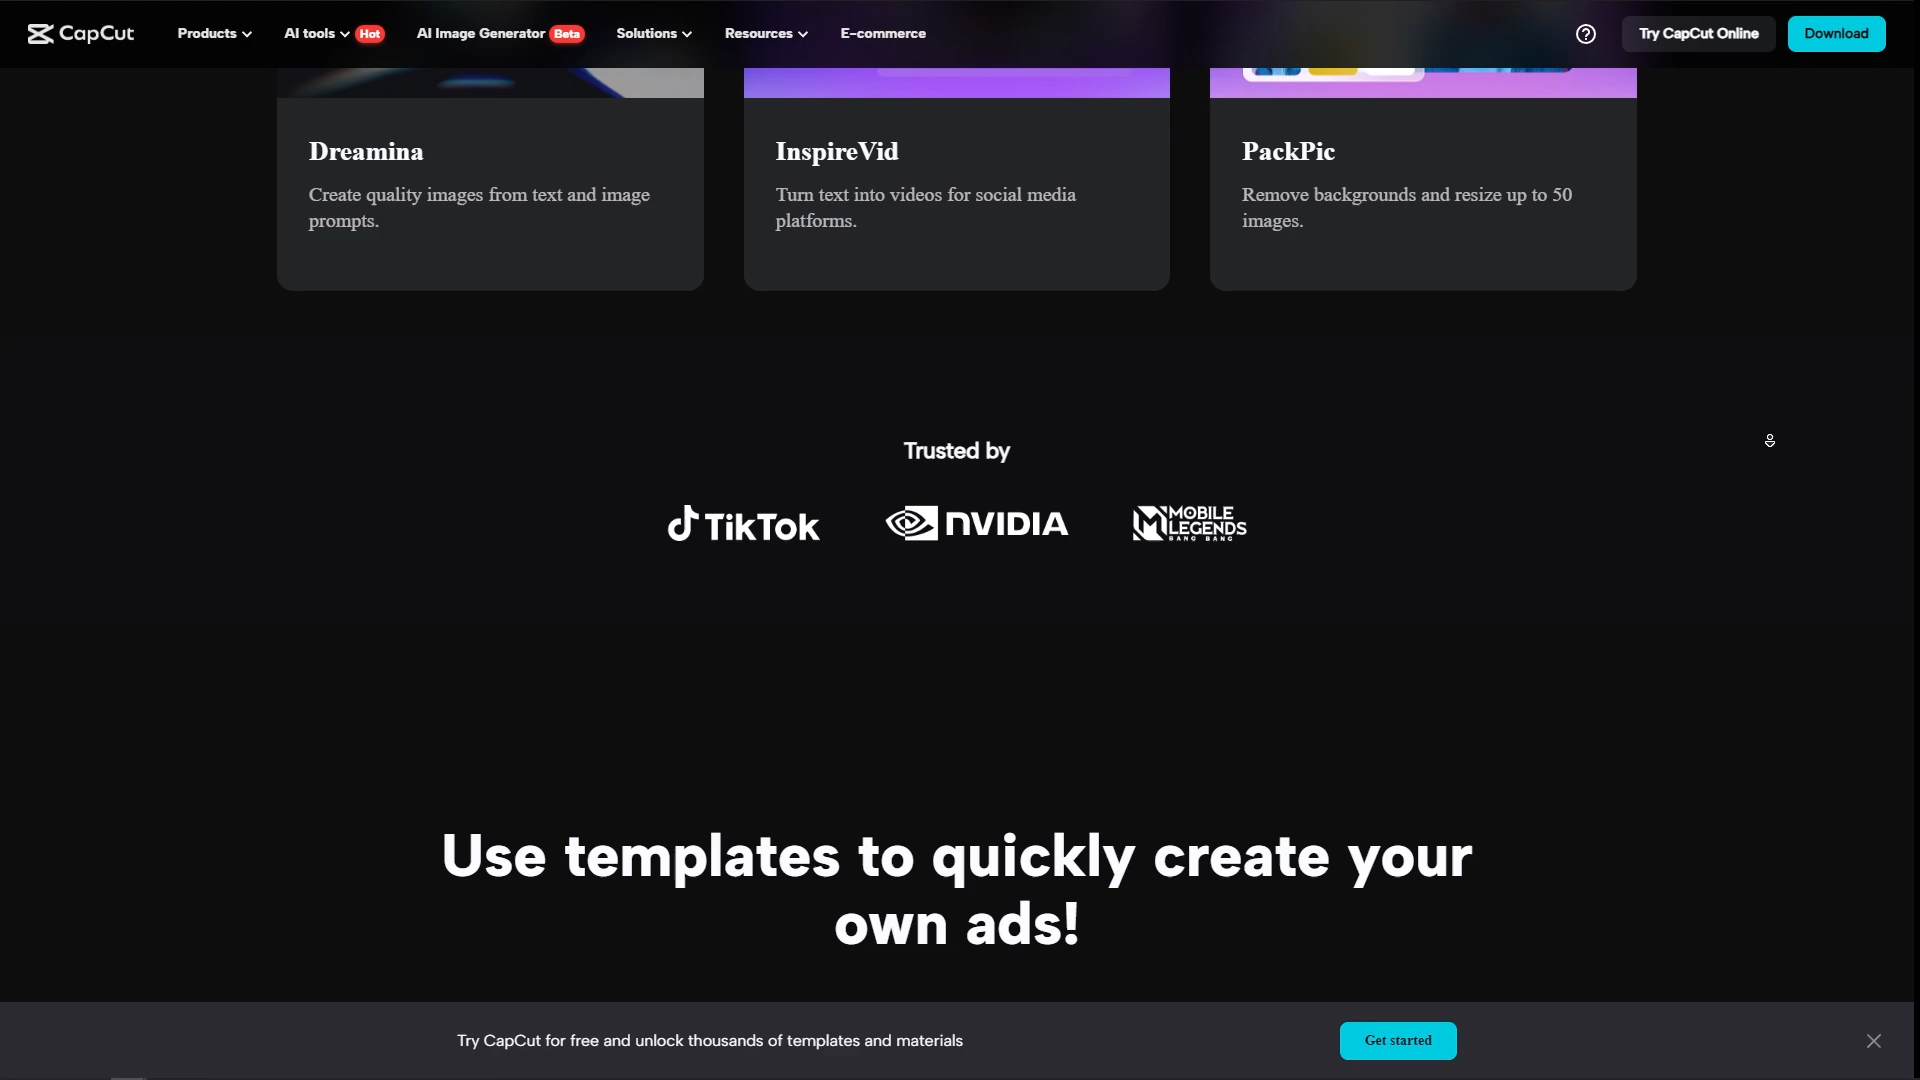 CapCut Products AI tools Hot AI Image Generator Beta Solutions Resources E-commerce Try CapCut Online Download
Dreamina
Create quality images from text and image
prompts.
InspireVid
Turn text into videos for social media
platforms.
PackPic
Remove backgrounds and resize up to 50
images.
Trusted by
TikTok
NVIDIA
MOBILE
LEGENDS
BANG BANG
Use templates to quickly create your
own ads!
Try CapCut for free and unlock thousands of templates and materials Get started